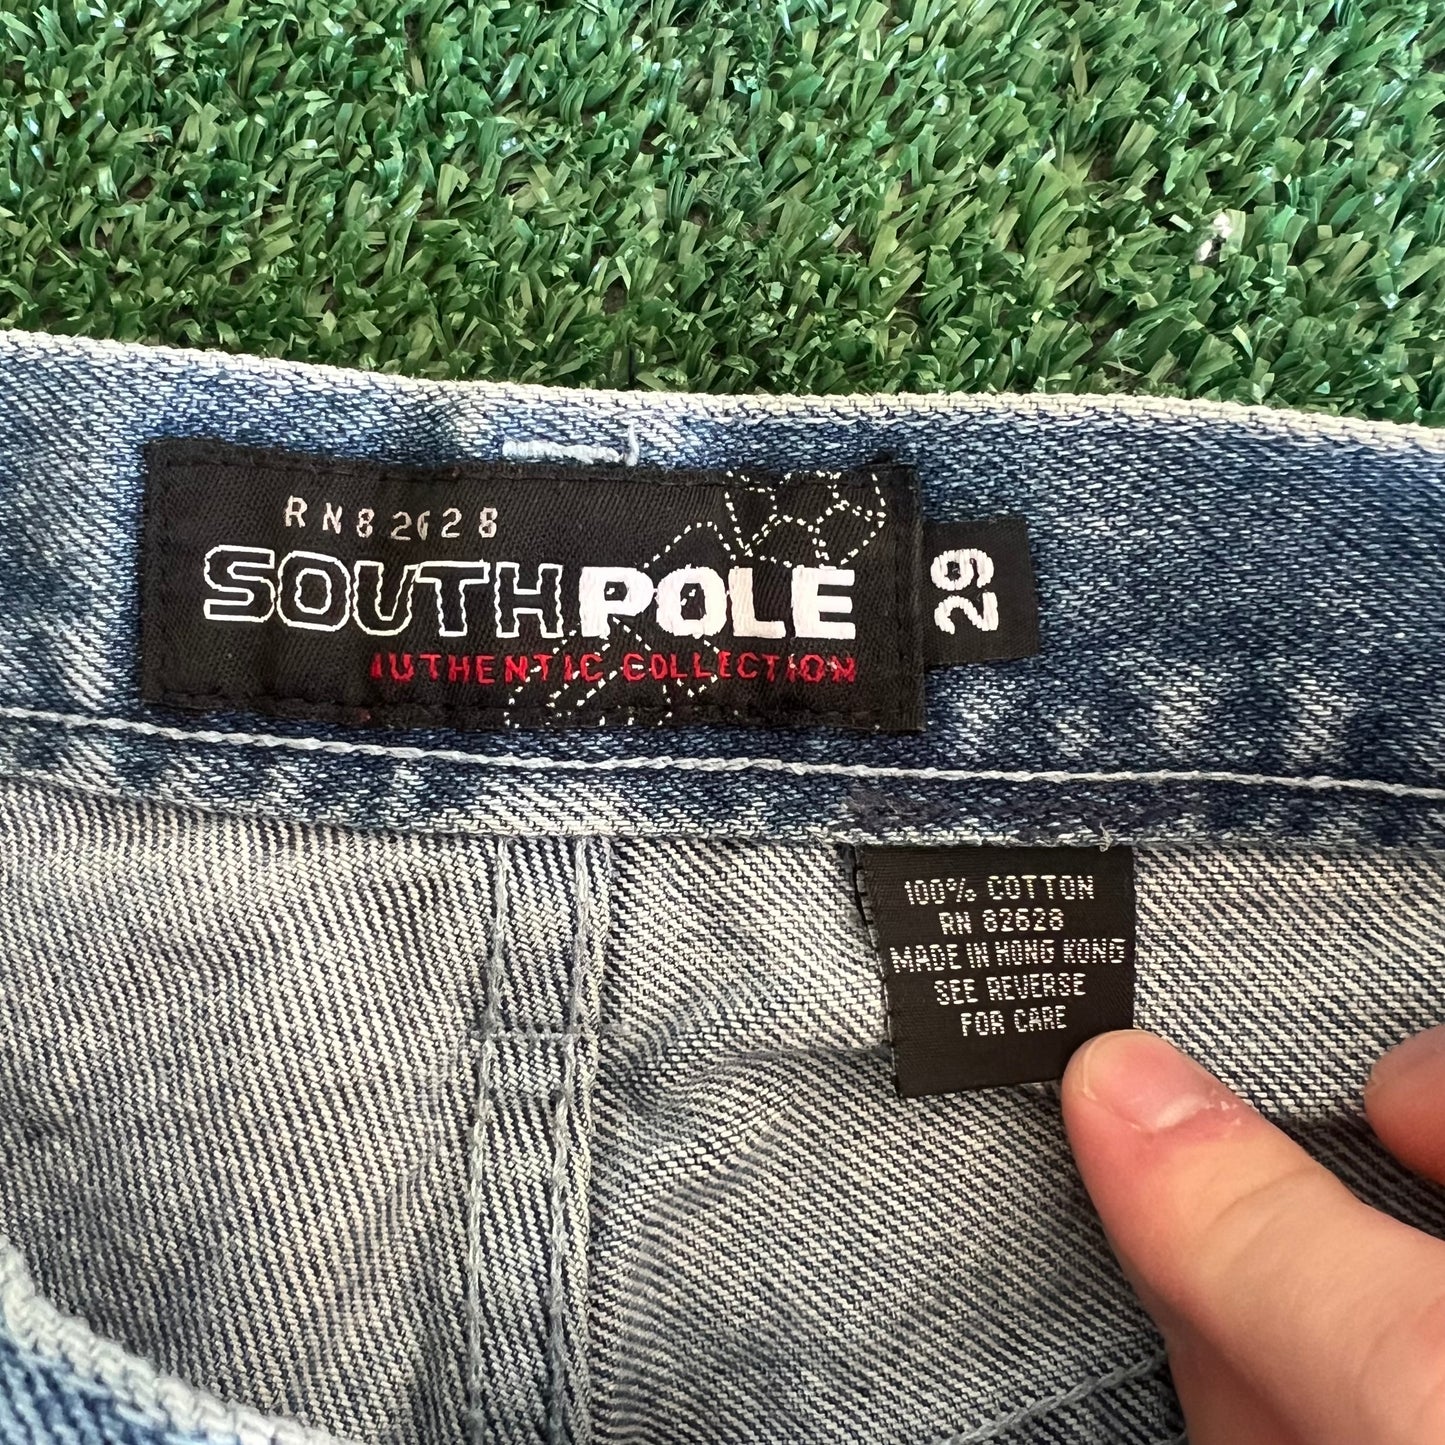 RN82628
SOUTHPOLE
AUTHENTIC COLLECTION
29
100% COTTON
RN 82628
MADE IN HONG KONG
SEE REVERSE
FOR CARE